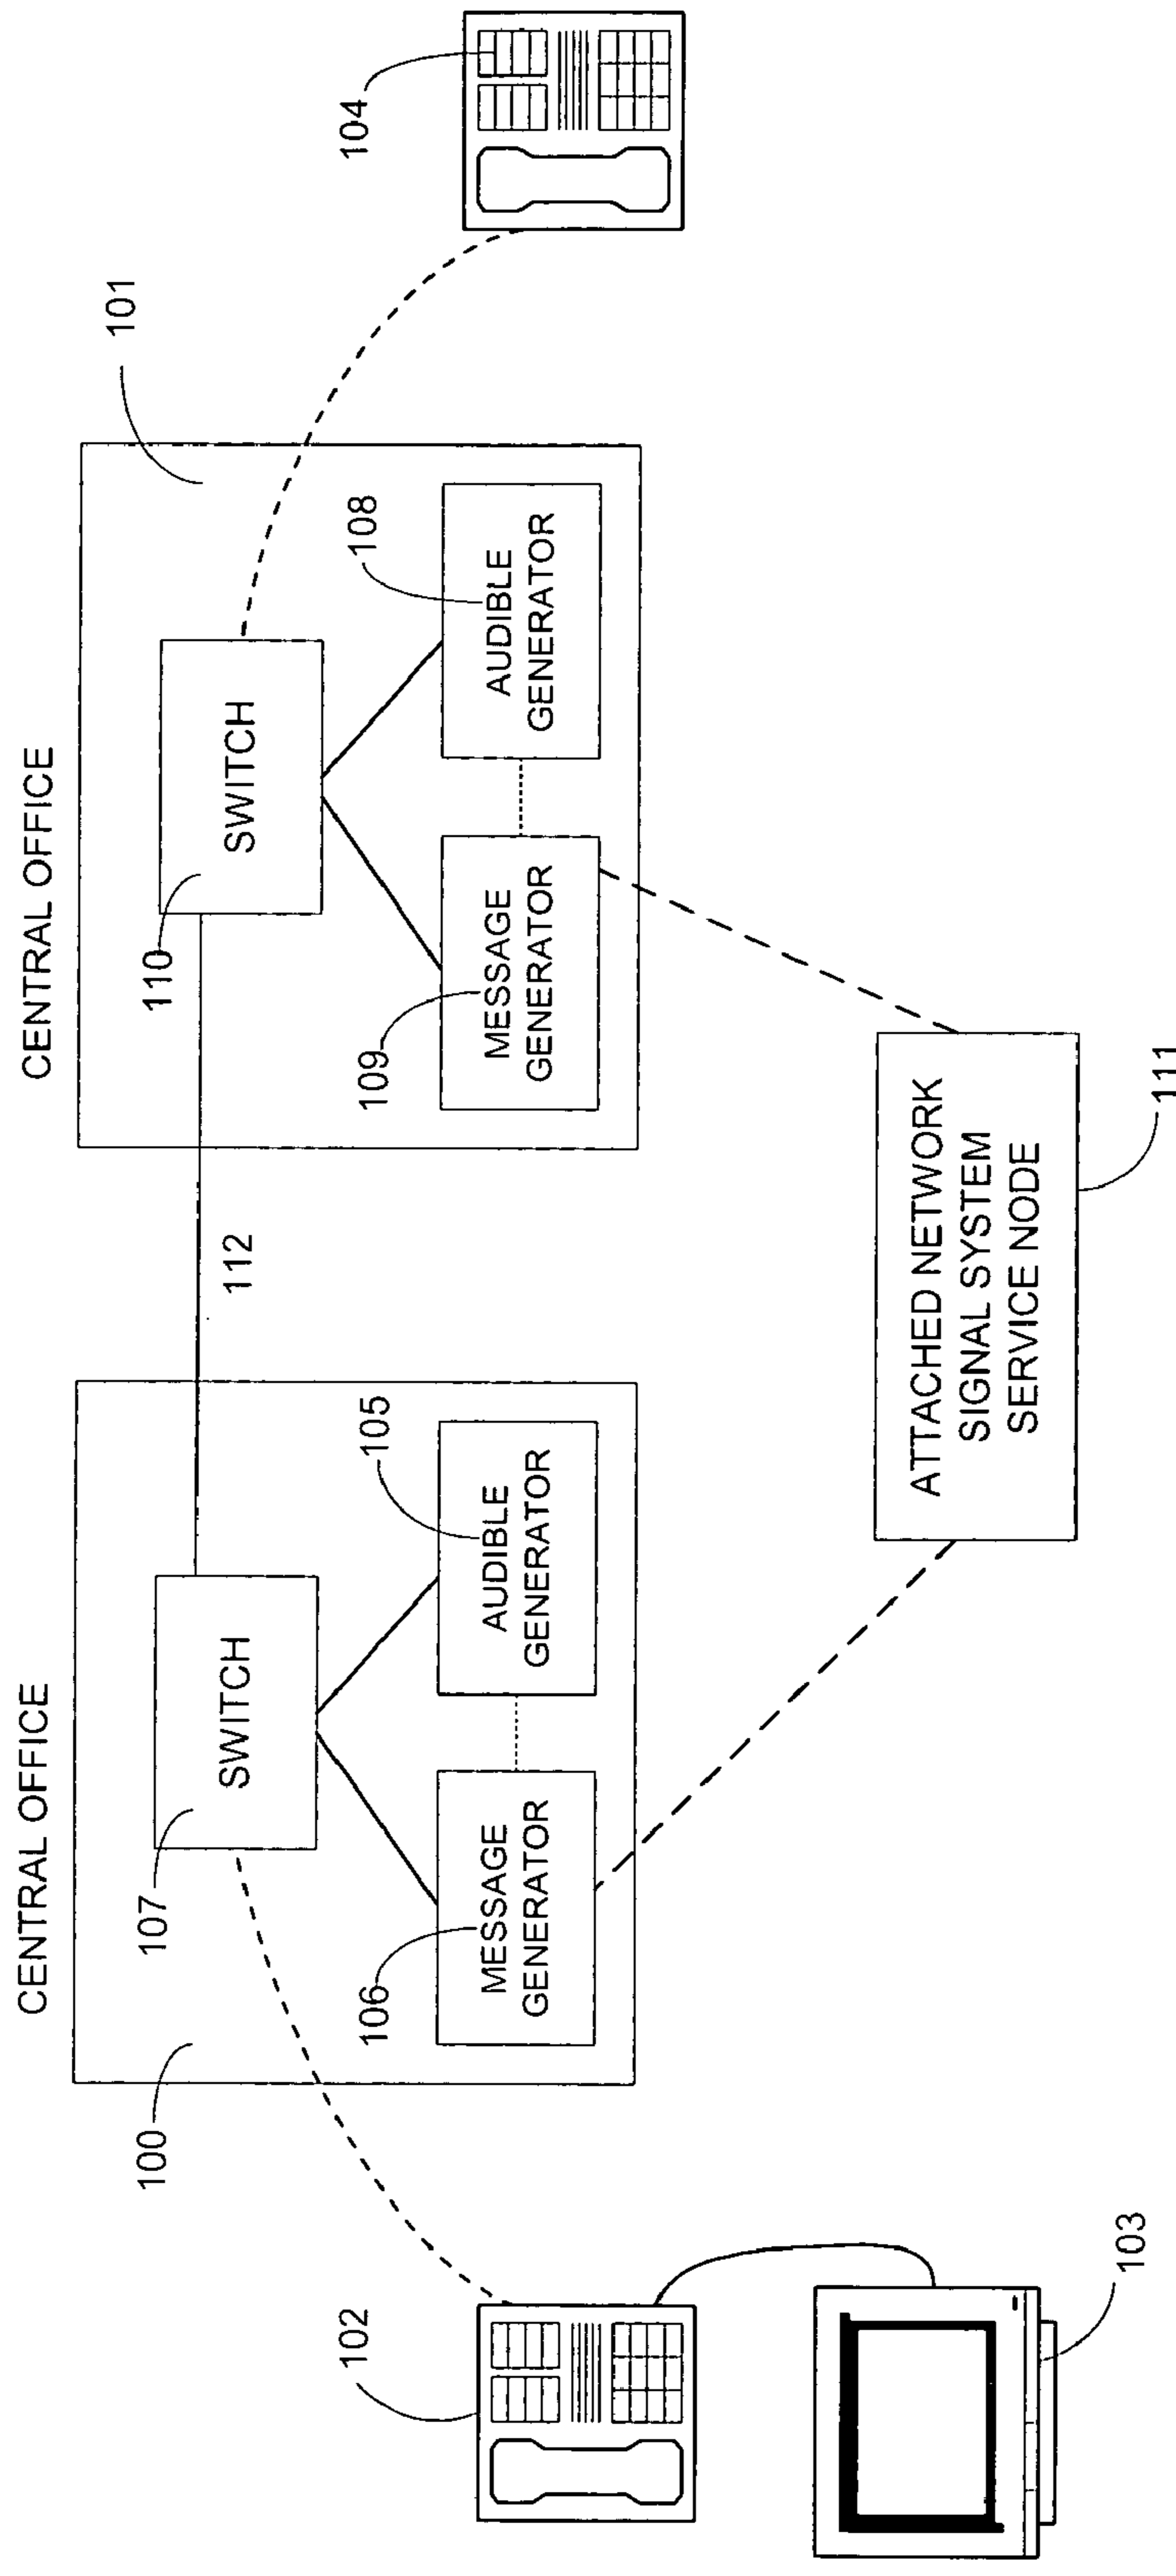 CENTRAL OFFICE
100
107
SWITCH
106
MESSAGE
GENERATOR
105
AUDIBLE
GENERATOR
112
CENTRAL OFFICE
101
110
SWITCH
109
MESSAGE
GENERATOR
108
AUDIBLE
GENERATOR
102
103
104
ATTACHED NETWORK
SIGNAL SYSTEM
SERVICE NODE
111